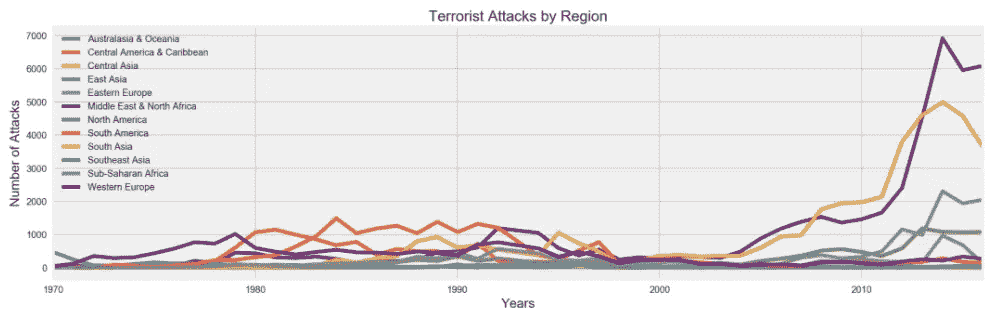 Terrorist Attacks by Region
Number of Attacks
7000
6000
5000
4000
3000
2000
1000
0
Australasia & Oceania
Central America & Caribbean
Central Asia
East Asia
Eastern Europe
Middle East & North Africa
North America
South America
South Asia
Southeast Asia
Sub-Saharan Africa
Western Europe
1970
1980
1990
2000
2010
Years